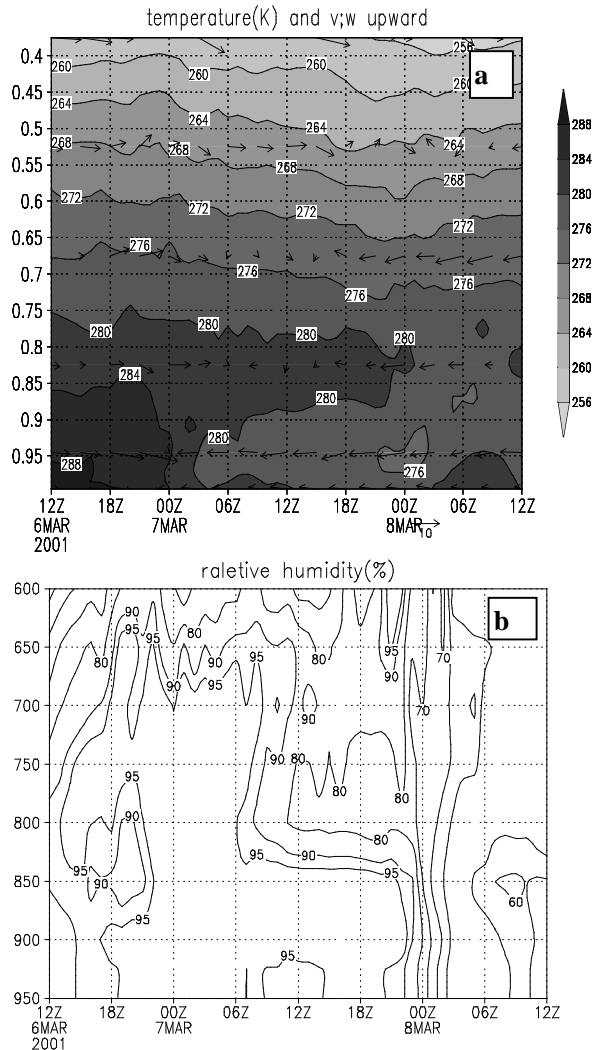 temperature(K) and v;w upward
a
0.4
0.45
0.5
0.55
0.6
0.65
0.7
0.75
0.8
0.85
0.9
0.95
256
260 260 260 260
264 264 264 264
268 268 268 268
272 272 272 272
276 276 276 276
280 280 280 280
284
280
280
288 276
288
284
280
276
272
268
264
260
256
12Z 18Z 00Z 06Z 12Z 18Z 00Z 06Z 12Z
6MAR 7MAR 8MAR
2001
10
raletive humidity(%)
b
600
650
700
750
800
850
900
950
90
95 95 80
80 90 95 80 95 70
90 95 90
90 70
90 80
95 80 80
90 80
95 90 95 90 95
60
95
95
12Z 18Z 00Z 06Z 12Z 18Z 00Z 06Z 12Z
6MAR 7MAR 8MAR
2001